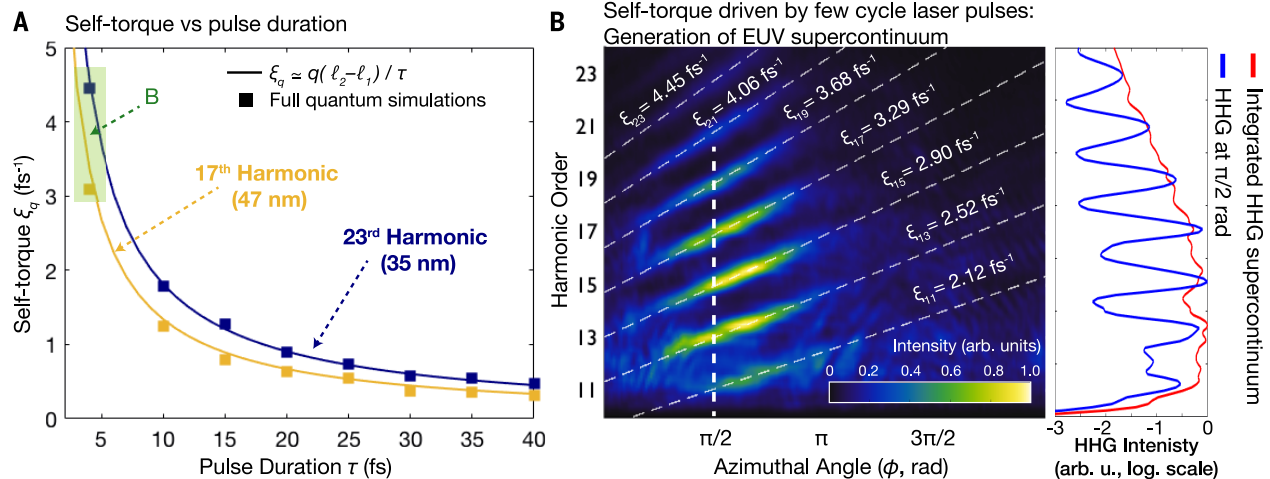 A
Self-torque vs pulse duration
ξq ≃ q(ℓ2−ℓ1) / τ
Full quantum simulations
B
17th Harmonic
(47 nm)
23rd Harmonic
(35 nm)
Self-torque ξq (fs-1)
5
4
3
2
1
0
5 10 15 20 25 30 35 40
Pulse Duration τ (fs)
B
Self-torque driven by few cycle laser pulses:
Generation of EUV supercontinuum
ξ23= 4.45 fs-1
ξ21= 4.06 fs-1
ξ19= 3.68 fs-1
ξ17= 3.29 fs-1
ξ15= 2.90 fs-1
ξ13= 2.52 fs-1
ξ11= 2.12 fs-1
Harmonic Order
23
21
19
17
15
13
11
Intensity (arb. units)
0 0.2 0.4 0.6 0.8 1.0
π/2 π 3π/2
Azimuthal Angle (ϕ, rad)
HHG at π/2 rad
Integrated HHG supercontinuum
-3 -2 -1 0
HHG Intenisty
(arb. u., log. scale)